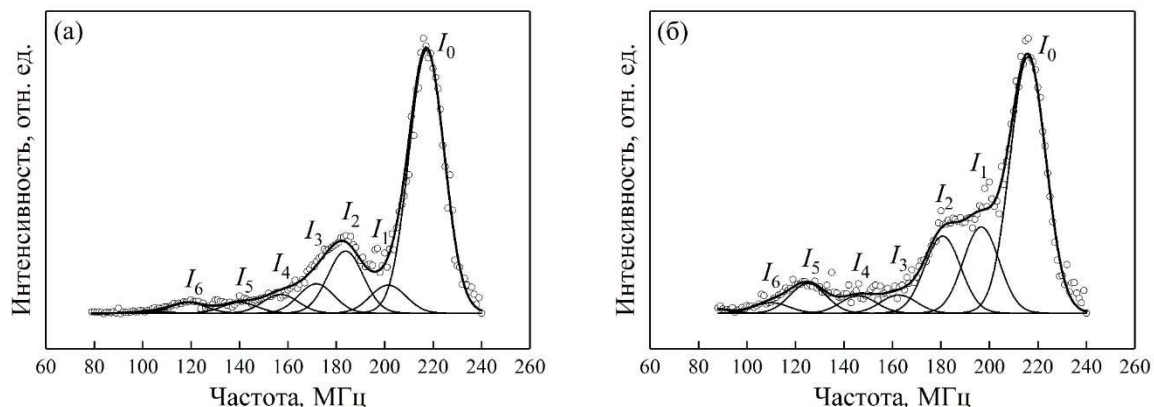 (а)
I0
I1
I2
I3
I4
I5
I6
Интенсивность, отн. ед.
60 80 100 120 140 160 180 200 220 240 260
Частота, МГц
(б)
I0
I1
I2
I3
I4
I5
I6
Интенсивность, отн. ед.
60 80 100 120 140 160 180 200 220 240 260
Частота, МГц